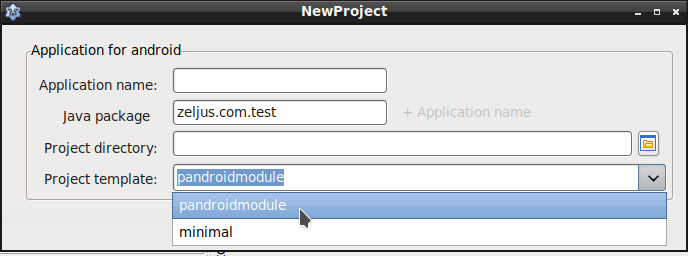 NewProject
Application for android
Application name:
Java package zeljus.com.test + Application name
Project directory:
Project template: pandroidmodule
pandroidmodule
minimal